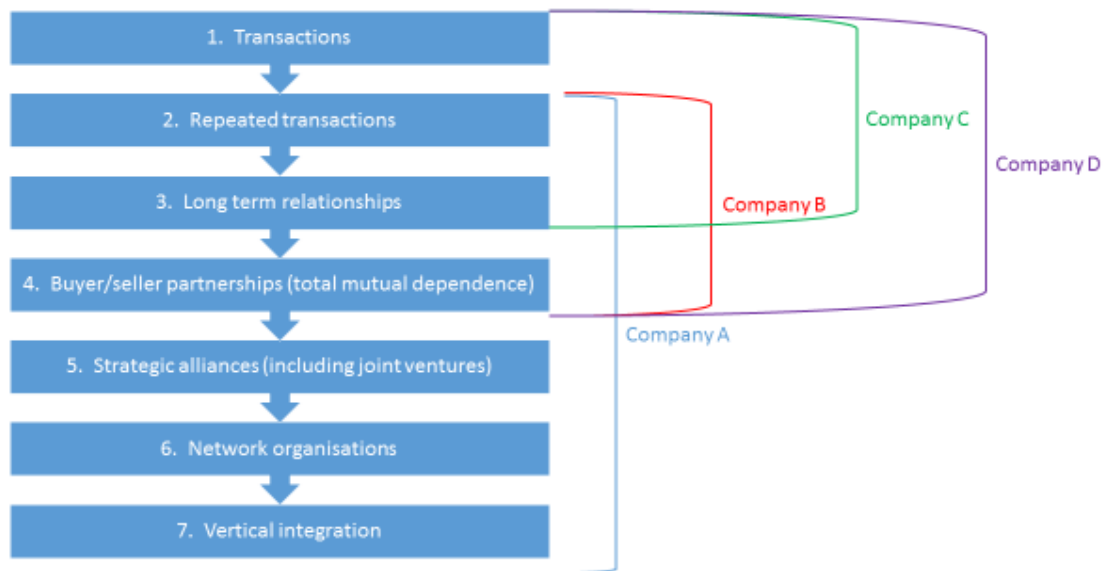 1. Transactions
2. Repeated transactions
3. Long term relationships
4. Buyer/seller partnerships (total mutual dependence)
5. Strategic alliances (including joint ventures)
6. Network organisations
7. Vertical integration
Company C
Company D
Company B
Company A